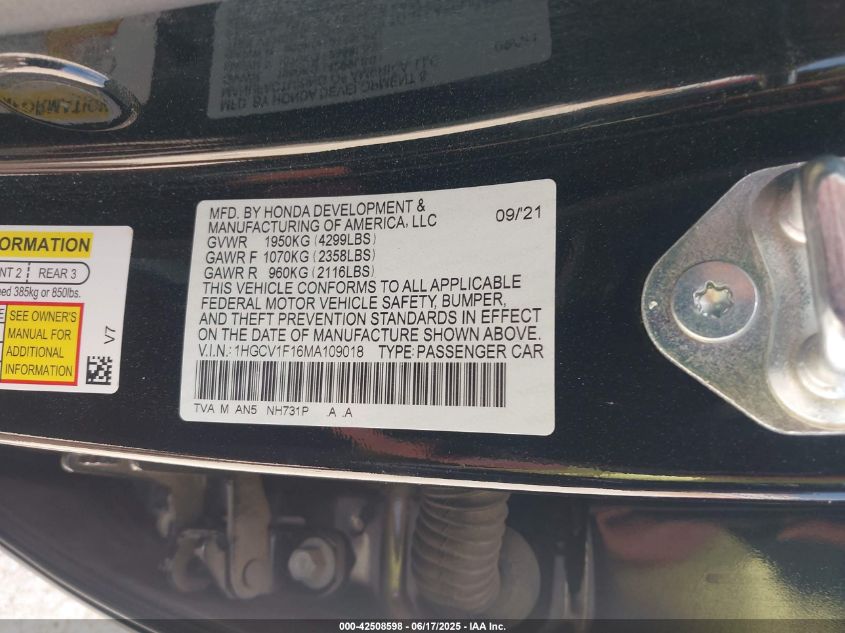 MFD. BY HONDA DEVELOPMENT &
MANUFACTURING OF AMERICA, LLC
09/'21
GVWR 1950KG (4299LBS)
GAWR F 1070KG (2358LBS)
GAWR R 960KG (2116LBS)
THIS VEHICLE CONFORMS TO ALL APPLICABLE
FEDERAL MOTOR VEHICLE SAFETY, BUMPER,
AND THEFT PREVENTION STANDARDS IN EFFECT
ON THE DATE OF MANUFACTURE SHOWN ABOVE.
V.I.N.: 1HGCV1F16MA109018 TYPE: PASSENGER CAR
TVA M AN5 NH731P .A .A
ORMATION
NT 2 REAR 3
ed 385kg or 850lbs.
SEE OWNER'S
MANUAL FOR
ADDITIONAL
INFORMATION
V7
000-42508598 - 06/17/2025 - IAA Inc.